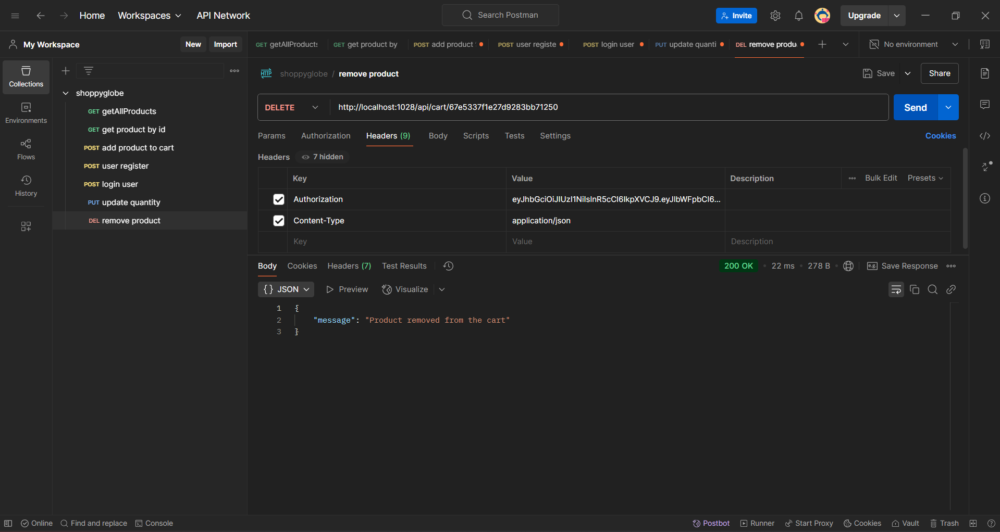 Home Workspaces API Network Search Postman Invite Upgrade
My Workspace New Import GET getAllProducts GET get product by POST add product POST user registe POST login user PUT update quanti DEL remove produ No environment
Collections
Environments
Flows
History
shoppyglobe
GET getAllProducts
GET get product by id
POST add product to cart
POST user register
POST login user
PUT update quantity
DEL remove product
HTTP shoppyglobe / remove product Save Share
DELETE http://localhost:1028/api/cart/67e5337f1e27d9283bb71250 Send
Params Authorization Headers (9) Body Scripts Tests Settings Cookies
Headers 7 hidden
Key Value Description Bulk Edit Presets
Authorization eyJhbGciOiJIUzI1NiIsInR5cCI6IkpXVCJ9.eyJlbWFpbCI6...
Content-Type application/json
Key Value Description
Body Cookies Headers (7) Test Results 200 OK 22 ms 278 B e.g. Save Response
{} JSON Preview Visualize
1 {
2 "message": "Product removed from the cart"
3 }
Online Find and replace Console Postbot Runner Start Proxy Cookies Vault Trash